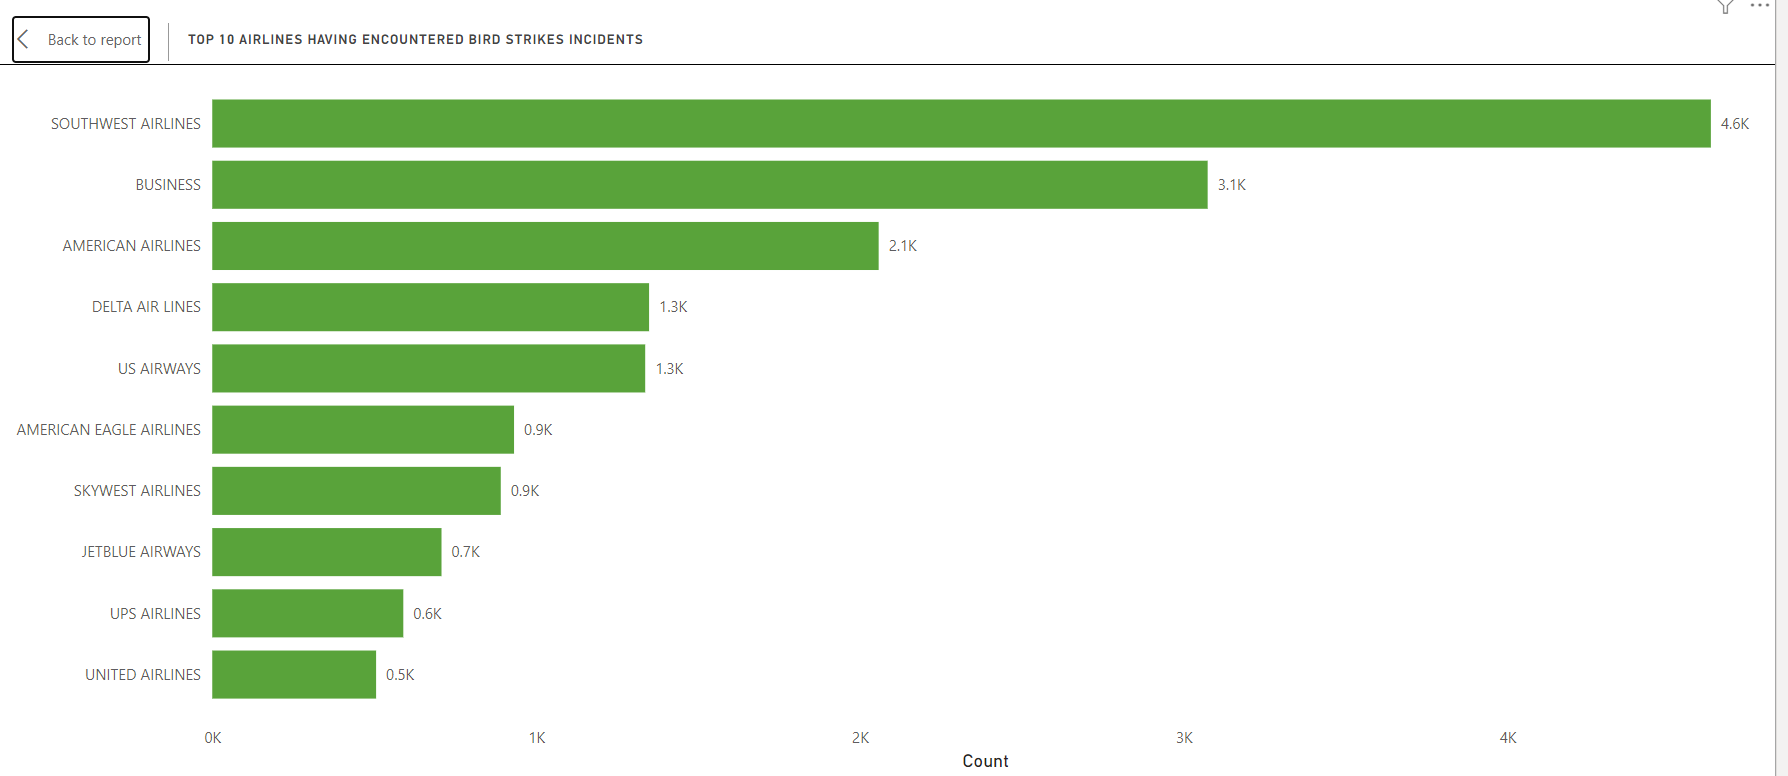 Back to report
TOP 10 AIRLINES HAVING ENCOUNTERED BIRD STRIKES INCIDENTS
SOUTHWEST AIRLINES 4.6K
BUSINESS 3.1K
AMERICAN AIRLINES 2.1K
DELTA AIR LINES 1.3K
US AIRWAYS 1.3K
AMERICAN EAGLE AIRLINES 0.9K
SKYWEST AIRLINES 0.9K
JETBLUE AIRWAYS 0.7K
UPS AIRLINES 0.6K
UNITED AIRLINES 0.5K
0K 1K 2K 3K 4K
Count